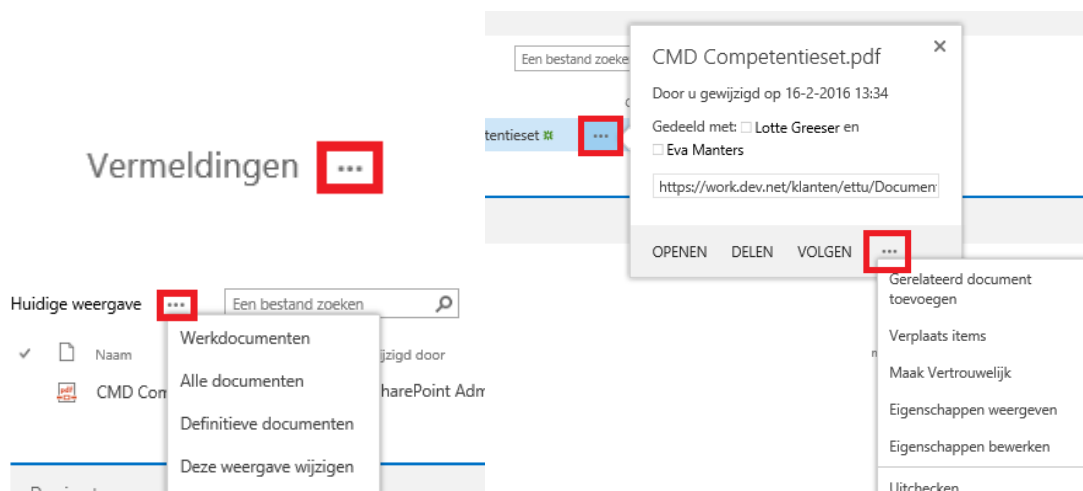 Vermeldingen ...
Huidige weergave ... Een bestand zoeken
Naam
CMD Com
Werkdocumenten
Alle documenten
Definitieve documenten
Deze weergave wijzigen
jzigd door
harePoint Adm
Een bestand zoeke
tentieset ...
CMD Competentieset.pdf
Door u gewijzigd op 16-2-2016 13:34
Gedeeld met: Lotte Greeser en
Eva Manters
https://work.dev.net/klanten/ettu/Documen
OPENEN DELEN VOLGEN ...
Gerelateerd document
toevoegen
Verplaats items
Maak Vertrouwelijk
Eigenschappen weergeven
Eigenschappen bewerken
Uitchecken